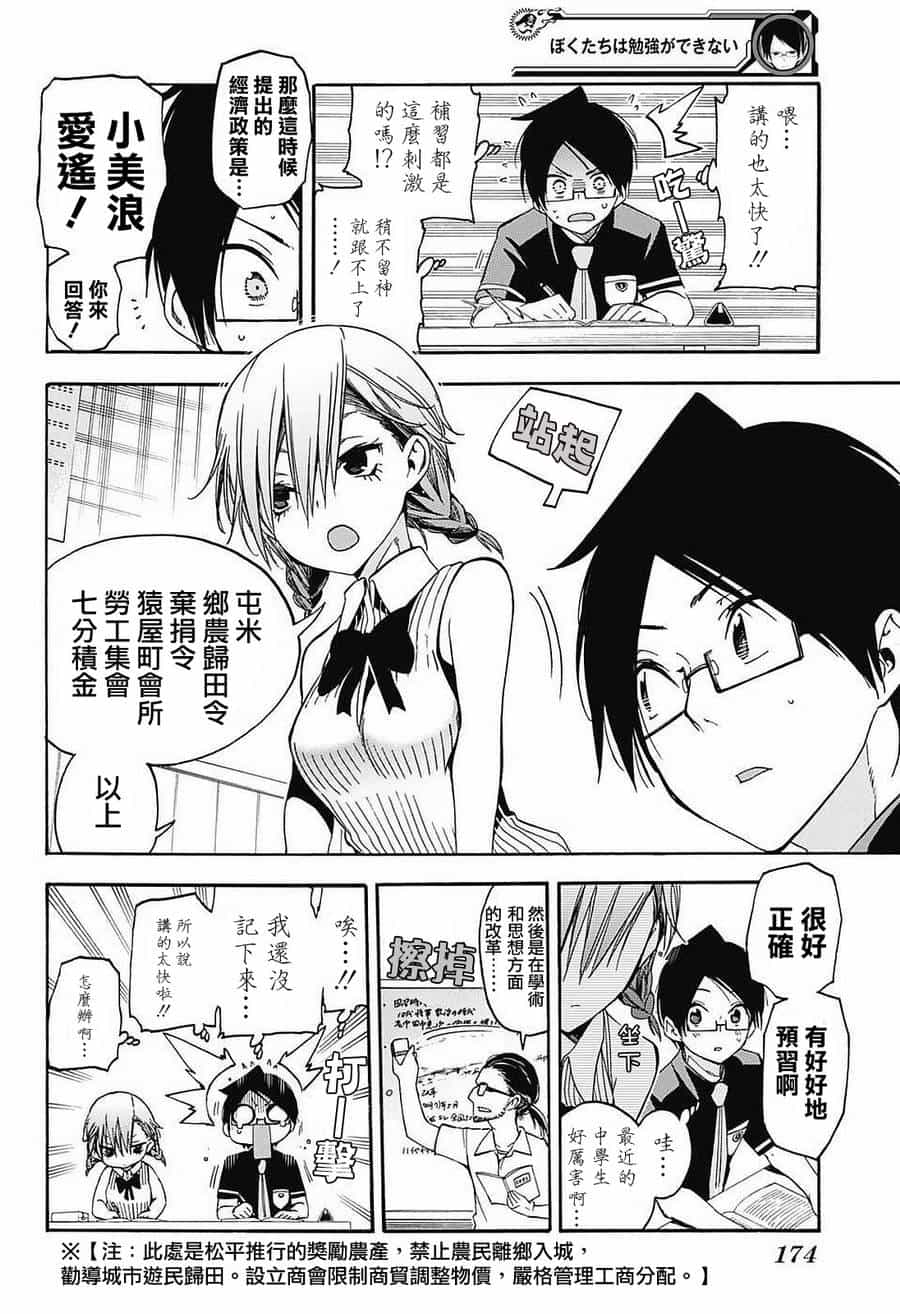 ぼくたちは勉強ができない
喂…
講的也太快了!!
吃一驚
補習都是
這麼刺激
的嗎!?
稍不留神
就跟不上了
……!
那麼這時候
提出的
經濟政策是…
小美浪
愛遙！
你來
回答！
站起
屯米
鄉農歸田令
棄捐令
猿屋町會所
勞工集會
七分積金
以上
很好
正確
有好好地
預習啊
坐下
哇…
最近的
中學生
好厲害啊…
然後是在學術
和思想方面
的改革…
擦掉
唉…!!
我還沒
記下來…
所以說
講的太快啦!!
怎麼辦啊…
打一擊
※【注：此處是松平推行的獎勵農產，禁止農民離鄉入城，
勸導城市遊民歸田。設立商會限制商貿調整物價，嚴格管理工商分配。】
174